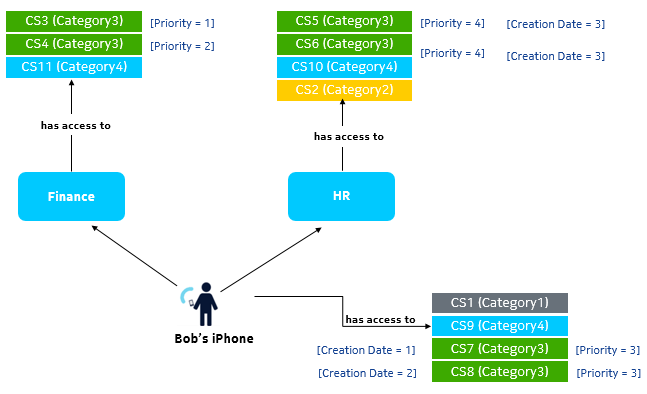 CS3 (Category3) [Priority = 1]
CS4 (Category3) [Priority = 2]
CS11 (Category4)
CS5 (Category3) [Priority = 4] [Creation Date = 3]
CS6 (Category3) [Priority = 4] [Creation Date = 3]
CS10 (Category4)
CS2 (Category2)
has access to
has access to
Finance
HR
Bob's iPhone
has access to
CS1 (Category1)
CS9 (Category4)
[Creation Date = 1] CS7 (Category3) [Priority = 3]
[Creation Date = 2] CS8 (Category3) [Priority = 3]